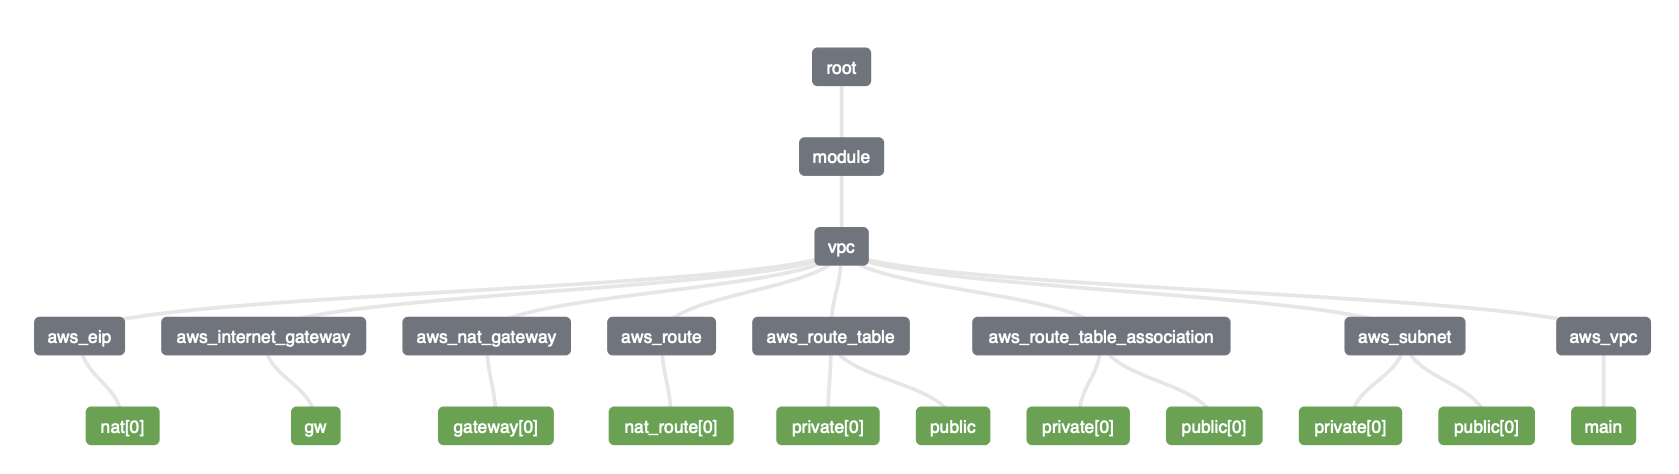 root
module
vpc
aws_eip aws_internet_gateway aws_nat_gateway aws_route aws_route_table aws_route_table_association aws_subnet aws_vpc
nat[0] gw gateway[0] nat_route[0] private[0] public private[0] public[0] private[0] public[0] main